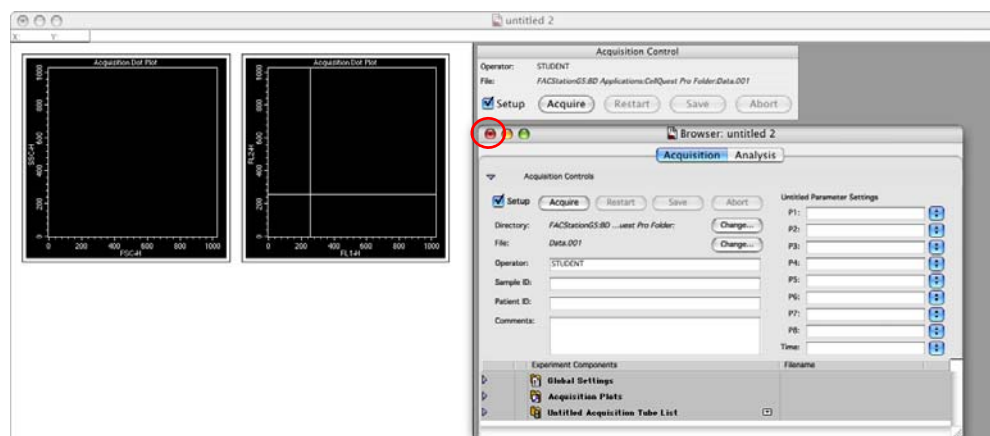 untitled 2
X: Y:
Acquisition Dot Plot
SSC-H
1000
800
600
400
200
0
0 200 400 600 800 1000
FSC-H
Acquisition Dot Plot
FL2-H
1000
800
600
400
200
0
0 200 400 600 800 1000
FL1-H
Acquisition Control
Operator: STUDENT
File: FACStationG5:BD Applications:CellQuest Pro Folder:Data.001
Setup Acquire Restart Save Abort
Browser: untitled 2
Acquisition Analysis
Acquisition Controls
Setup Acquire Restart Save Abort
Directory: FACStationG5:BD ...uest Pro Folder: Change...
File: Data.001 Change...
Operator: STUDENT
Sample ID:
Patient ID:
Comments:
Untitled Parameter Settings
P1:
P2:
P3:
P4:
P5:
P6:
P7:
P8:
Time:
Experiment Components Filename
Global Settings
Acquisition Plots
Untitled Acquisition Tube List